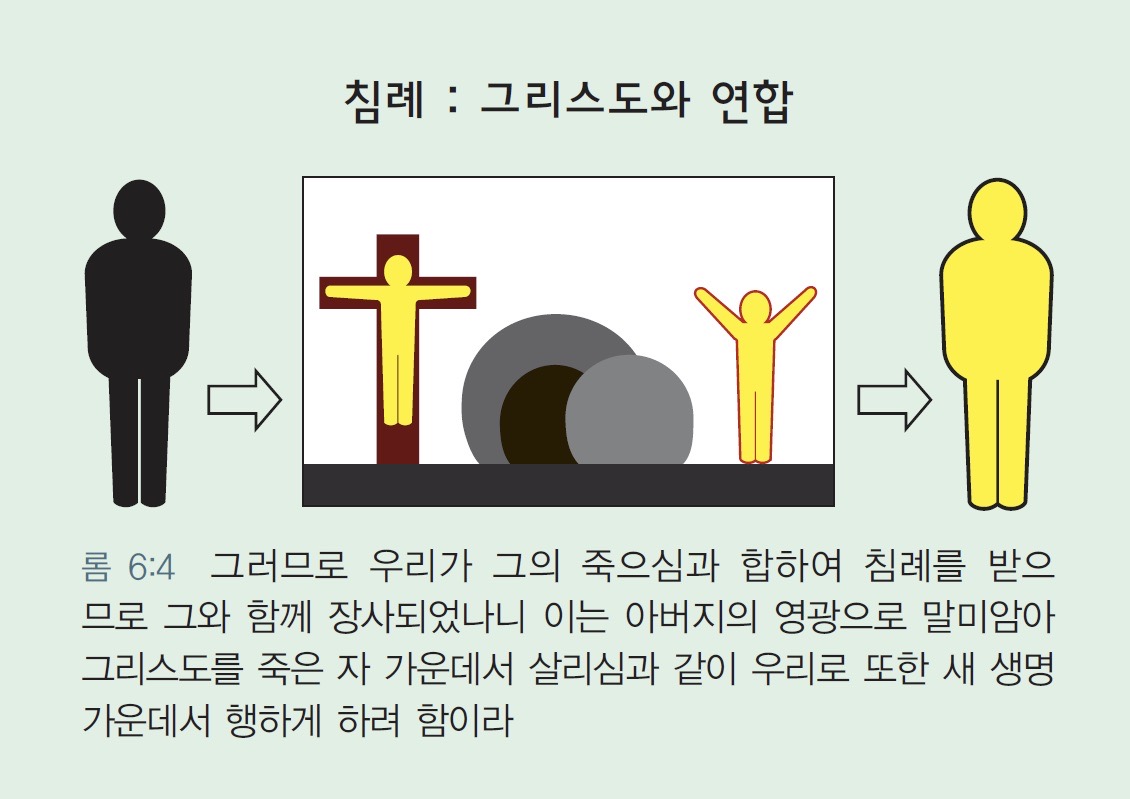 침례 : 그리스도와 연합
롬 6:4 그러므로 우리가 그의 죽으심과 합하여 침례를 받으
므로 그와 함께 장사되었나니 이는 아버지의 영광으로 말미암아
그리스도를 죽은 자 가운데서 살리심과 같이 우리로 또한 새 생명
가운데서 행하게 하려 함이라